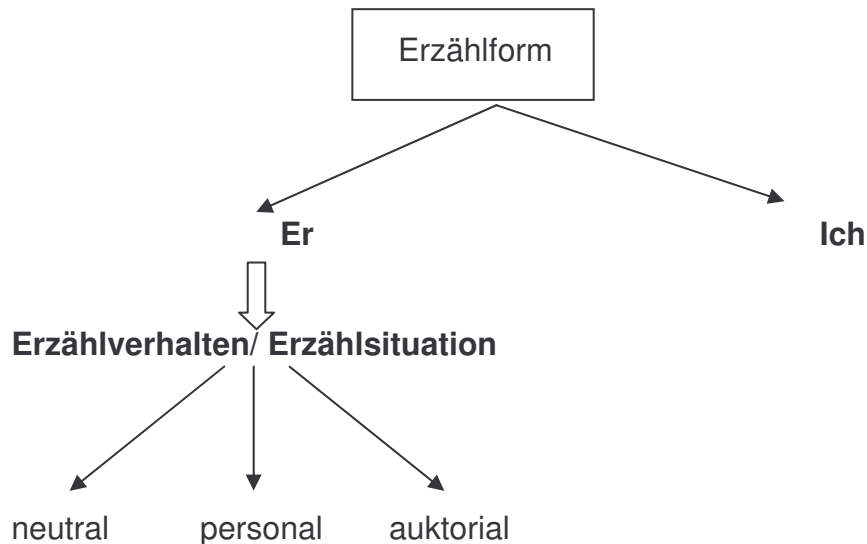 Erzählform
Er Ich
Erzählverhalten/ Erzählsituation
neutral personal auktorial